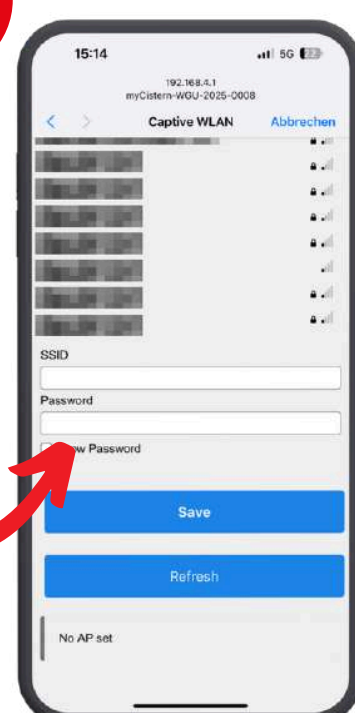 15:14 5G 22
192.168.4.1
myCistern-WGU-2025-0008
Captive WLAN Abbrechen
SSID
Password
Password
Save
Refresh
No AP set